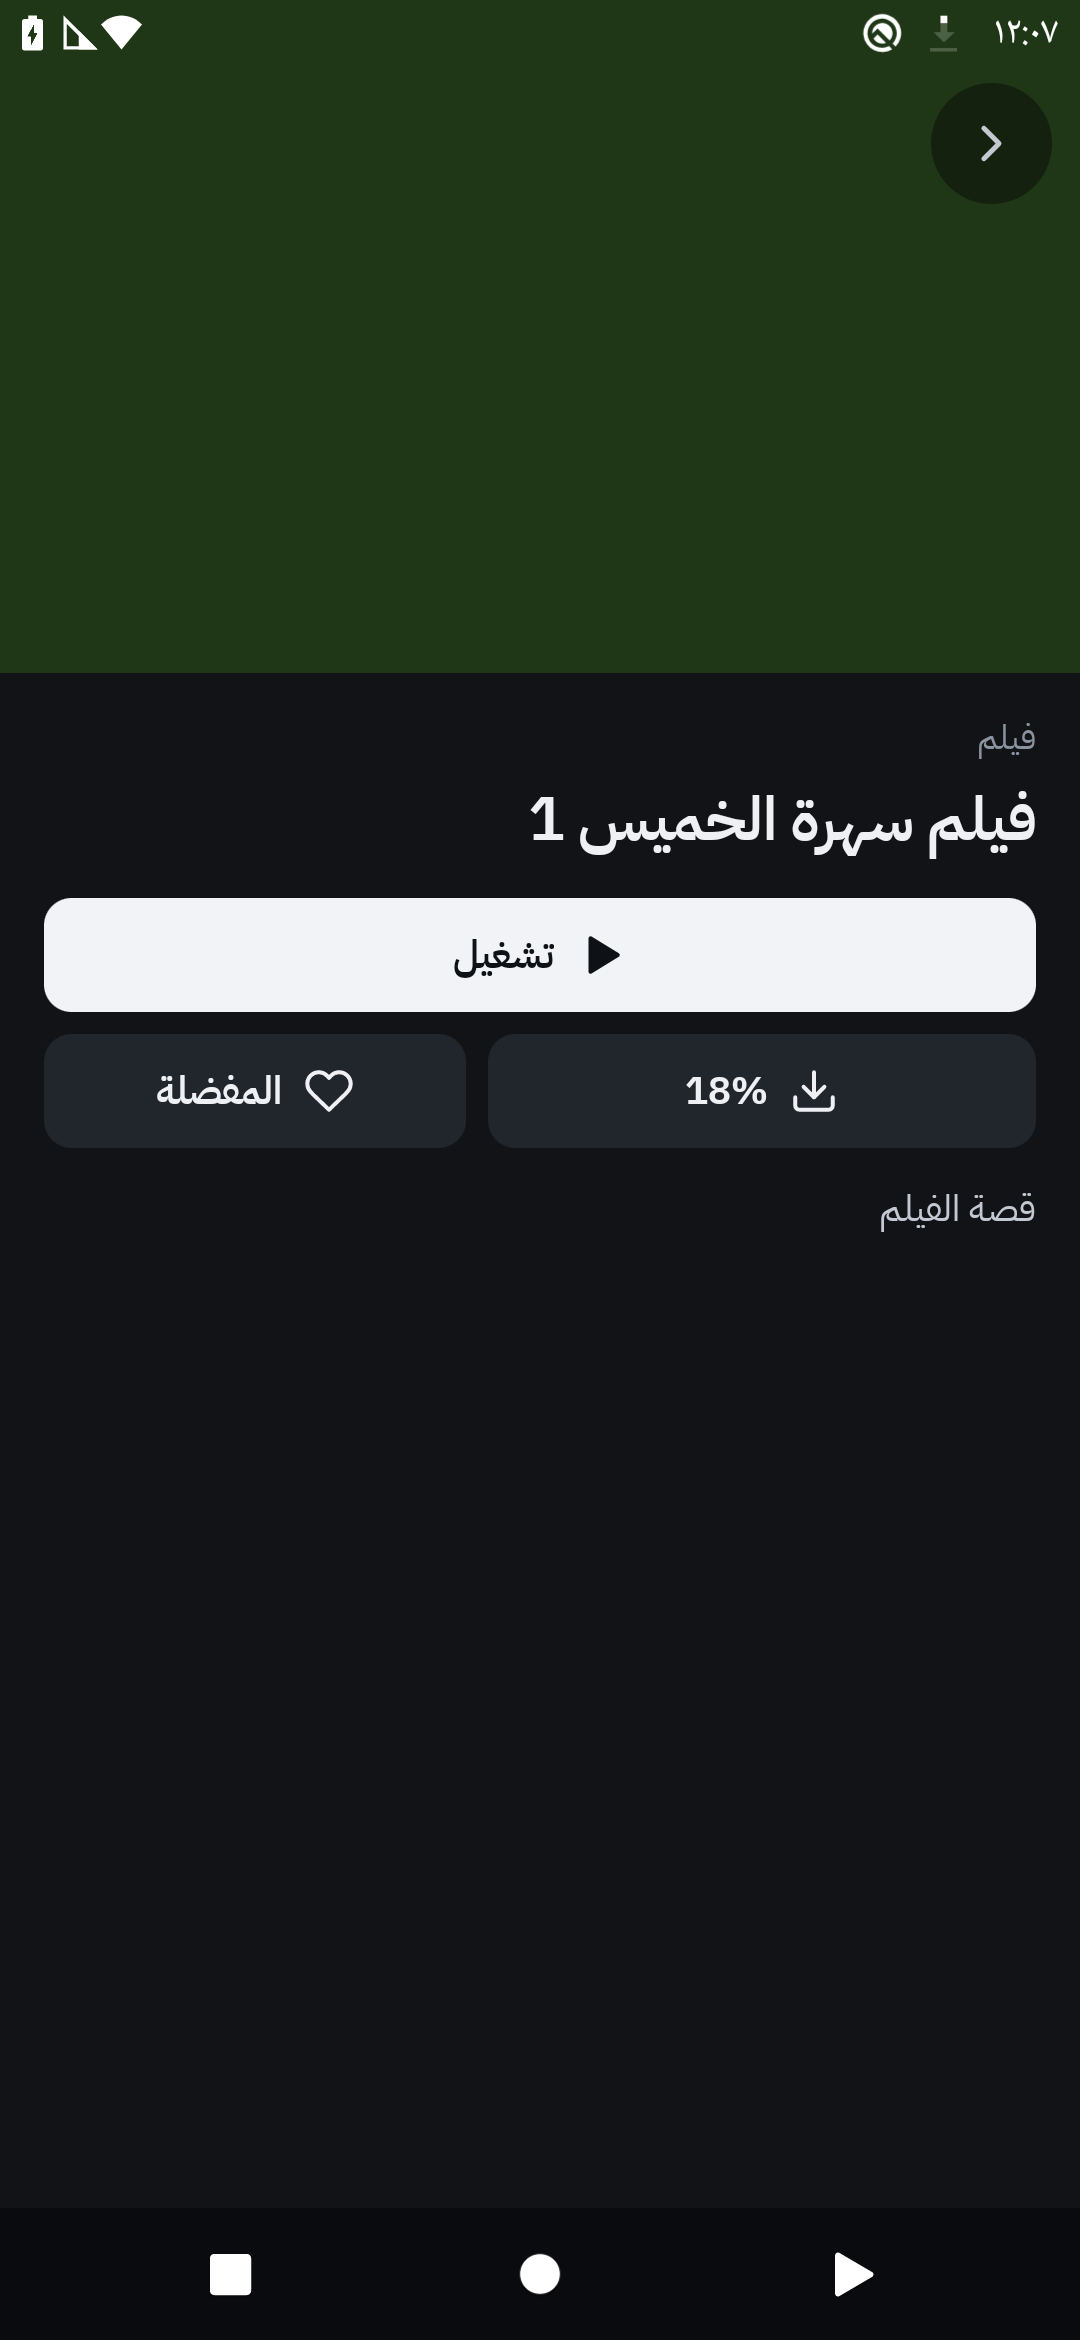 ١٢:٠٧
فيلم
فيلم سهرة الخميس 1
تشغيل
18%
المفضلة
قصة الفيلم